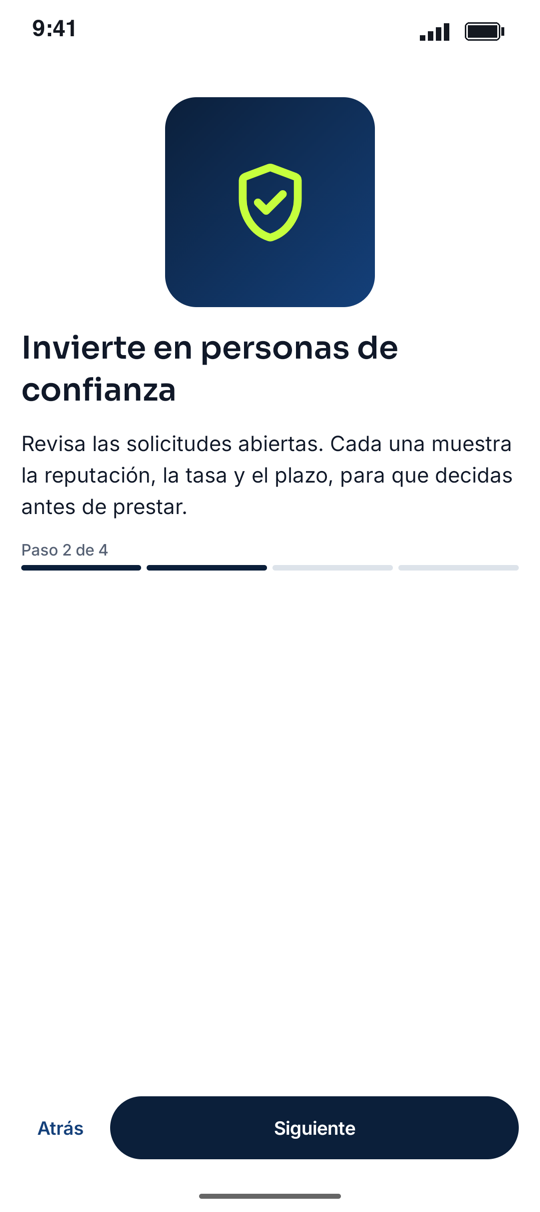 9:41
Invierte en personas de
confianza
Revisa las solicitudes abiertas. Cada una muestra
la reputación, la tasa y el plazo, para que decidas
antes de prestar.
Paso 2 de 4
Atrás
Siguiente